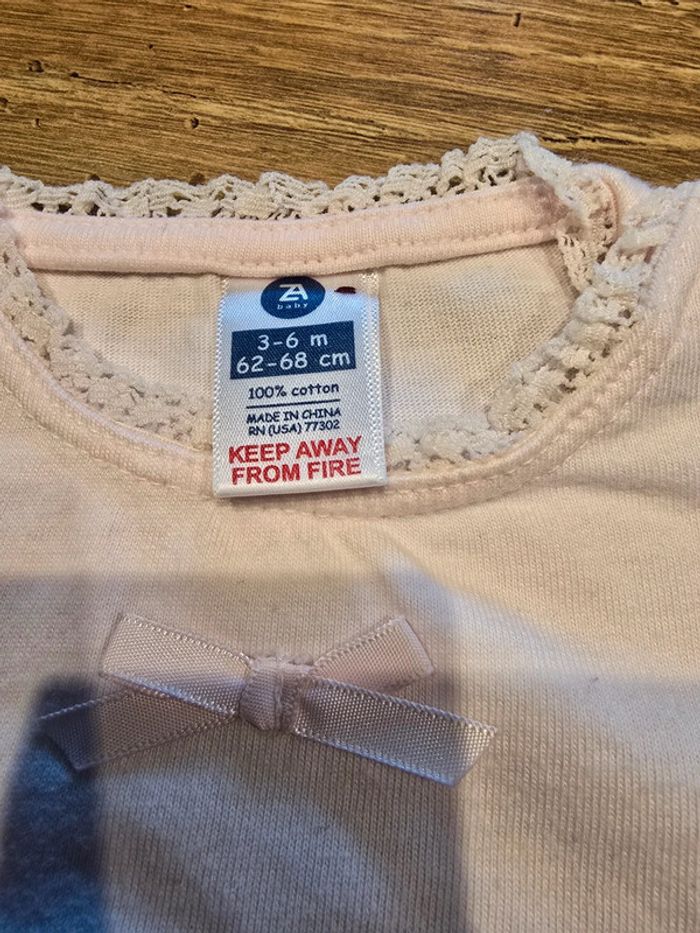 ZA
baby
3-6 m
62-68 cm
100% cotton
MADE IN CHINA
RN (USA) 77302
KEEP AWAY
FROM FIRE